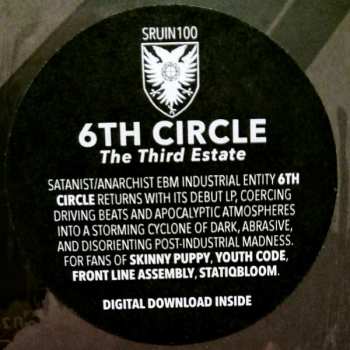 SRUIN100
6TH CIRCLE
The Third Estate
SATANIST/ANARCHIST EBM INDUSTRIAL ENTITY 6TH
CIRCLE RETURNS WITH ITS DEBUT LP, COERCING
DRIVING BEATS AND APOCALYPTIC ATMOSPHERES
INTO A STORMING CYCLONE OF DARK, ABRASIVE,
AND DISORIENTING POST-INDUSTRIAL MADNESS.
FOR FANS OF SKINNY PUPPY, YOUTH CODE,
FRONT LINE ASSEMBLY, STATIQBLOOM.
DIGITAL DOWNLOAD INSIDE